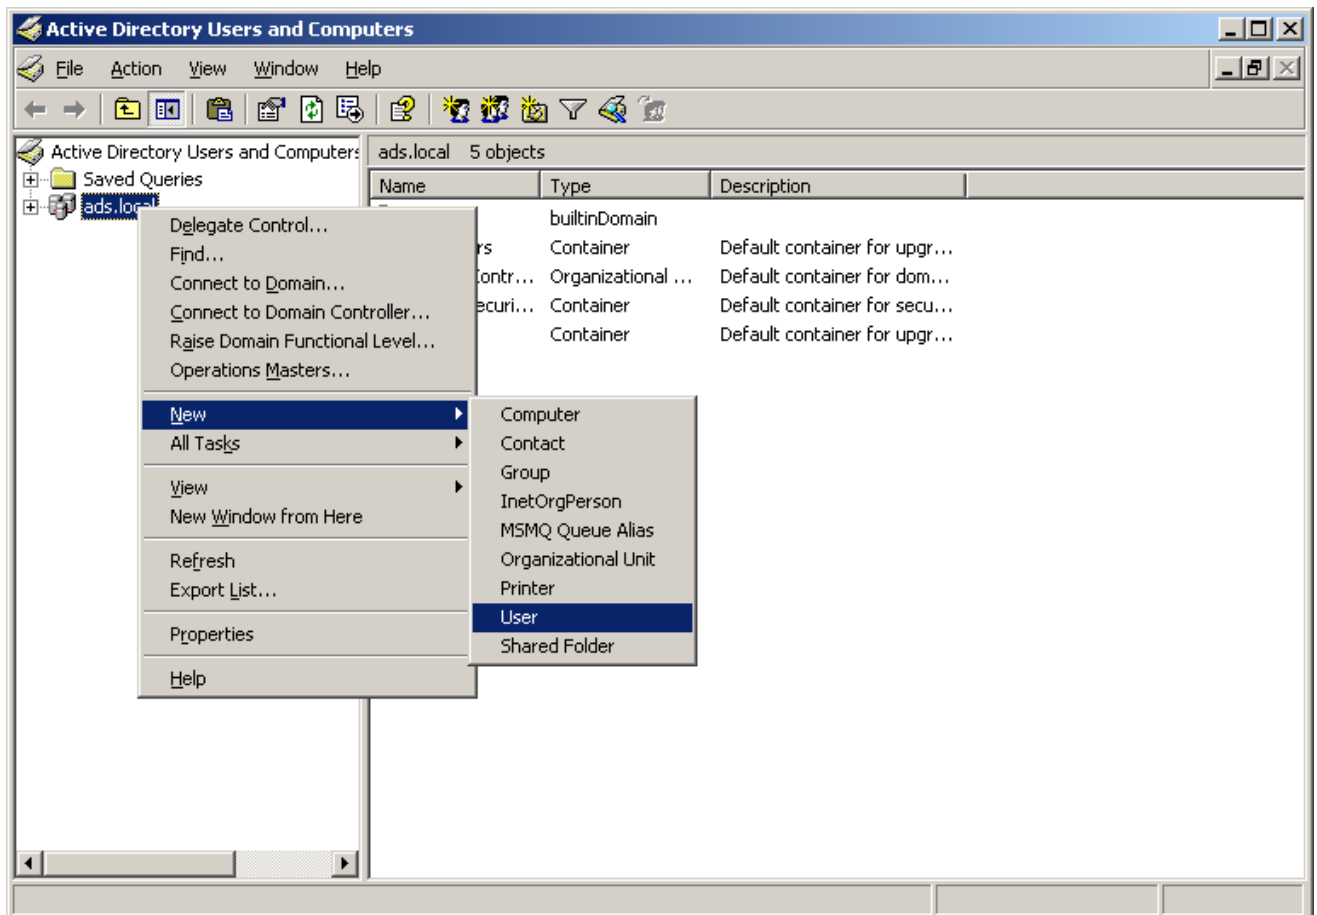 Active Directory Users and Computers
File Action View Window Help
Active Directory Users and Computer
ads.local 5 objects
Saved Queries
ads.local
Name Type Description
builtinDomain
rs Container Default container for upgr...
Contr... Organizational ... Default container for dom...
ecuri... Container Default container for secu...
Container Default container for upgr...
Delegate Control...
Find...
Connect to Domain...
Connect to Domain Controller...
Raise Domain Functional Level...
Operations Masters...
New
All Tasks
View
New Window from Here
Refresh
Export List...
Properties
Help
Computer
Contact
Group
InetOrgPerson
MSMQ Queue Alias
Organizational Unit
Printer
User
Shared Folder